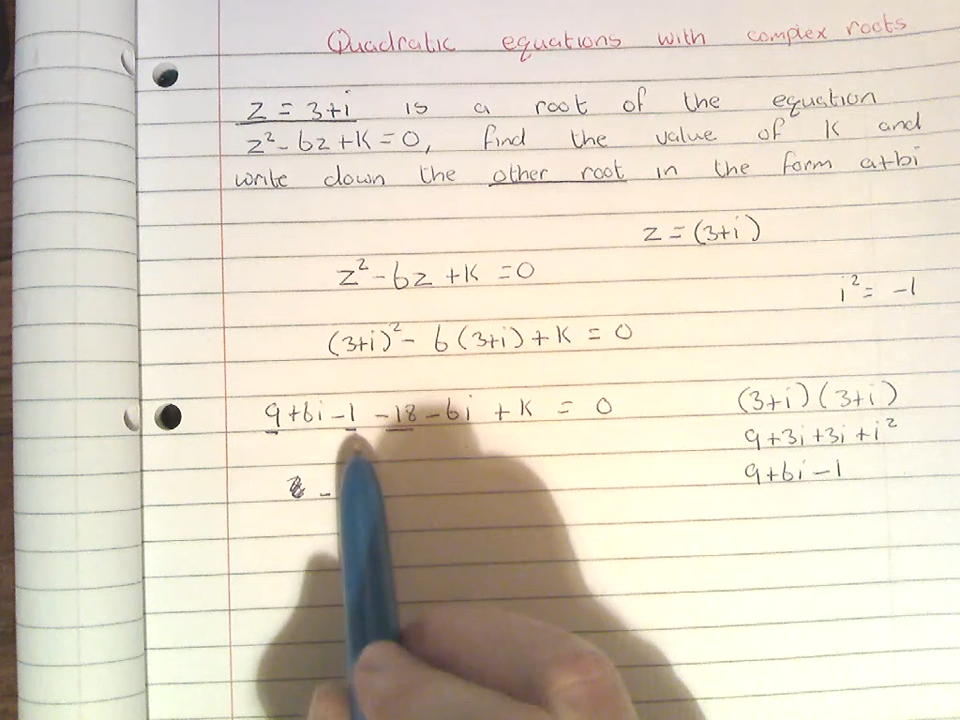 Quadratic equations with complex roots
z = 3+i is a root of the equation
z² - 6z + k = 0, find the value of k and
write down the other root in the form a+bi
z = (3+i)
z² - 6z + k = 0
i² = -1
(3+i)² - 6(3+i) + k = 0
9 + 6i - 1 - 18 - 6i + k = 0
(3+i)(3+i)
9 + 3i + 3i + i²
9 + 6i - 1
-